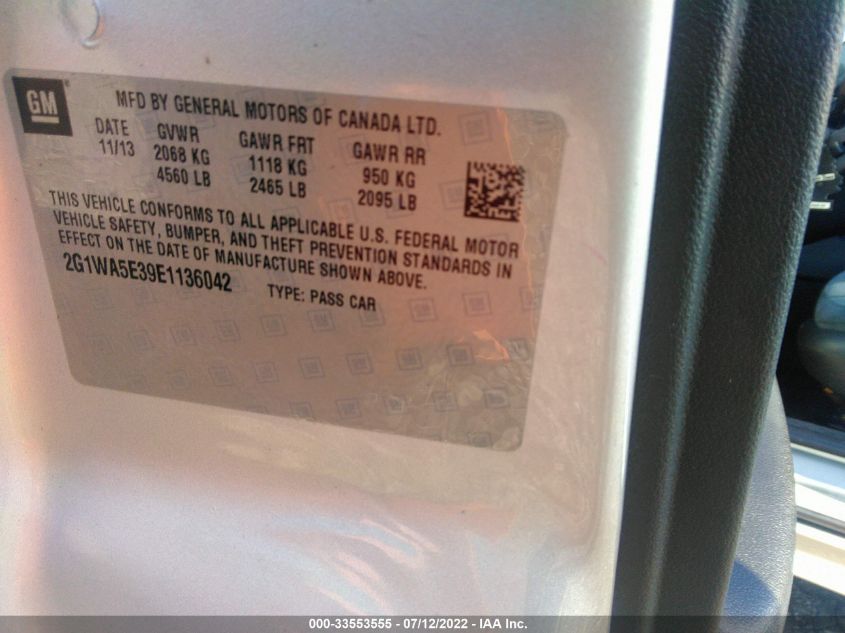 GM
MFD BY GENERAL MOTORS OF CANADA LTD.
DATE GVWR GAWR FRT GAWR RR
11/13 2068 KG 1118 KG 950 KG
4560 LB 2465 LB 2095 LB
THIS VEHICLE CONFORMS TO ALL APPLICABLE U.S. FEDERAL MOTOR
VEHICLE SAFETY, BUMPER, AND THEFT PREVENTION STANDARDS IN
EFFECT ON THE DATE OF MANUFACTURE SHOWN ABOVE.
2G1WA5E39E1136042 TYPE: PASS CAR
000-33553555 - 07/12/2022 - IAA Inc.